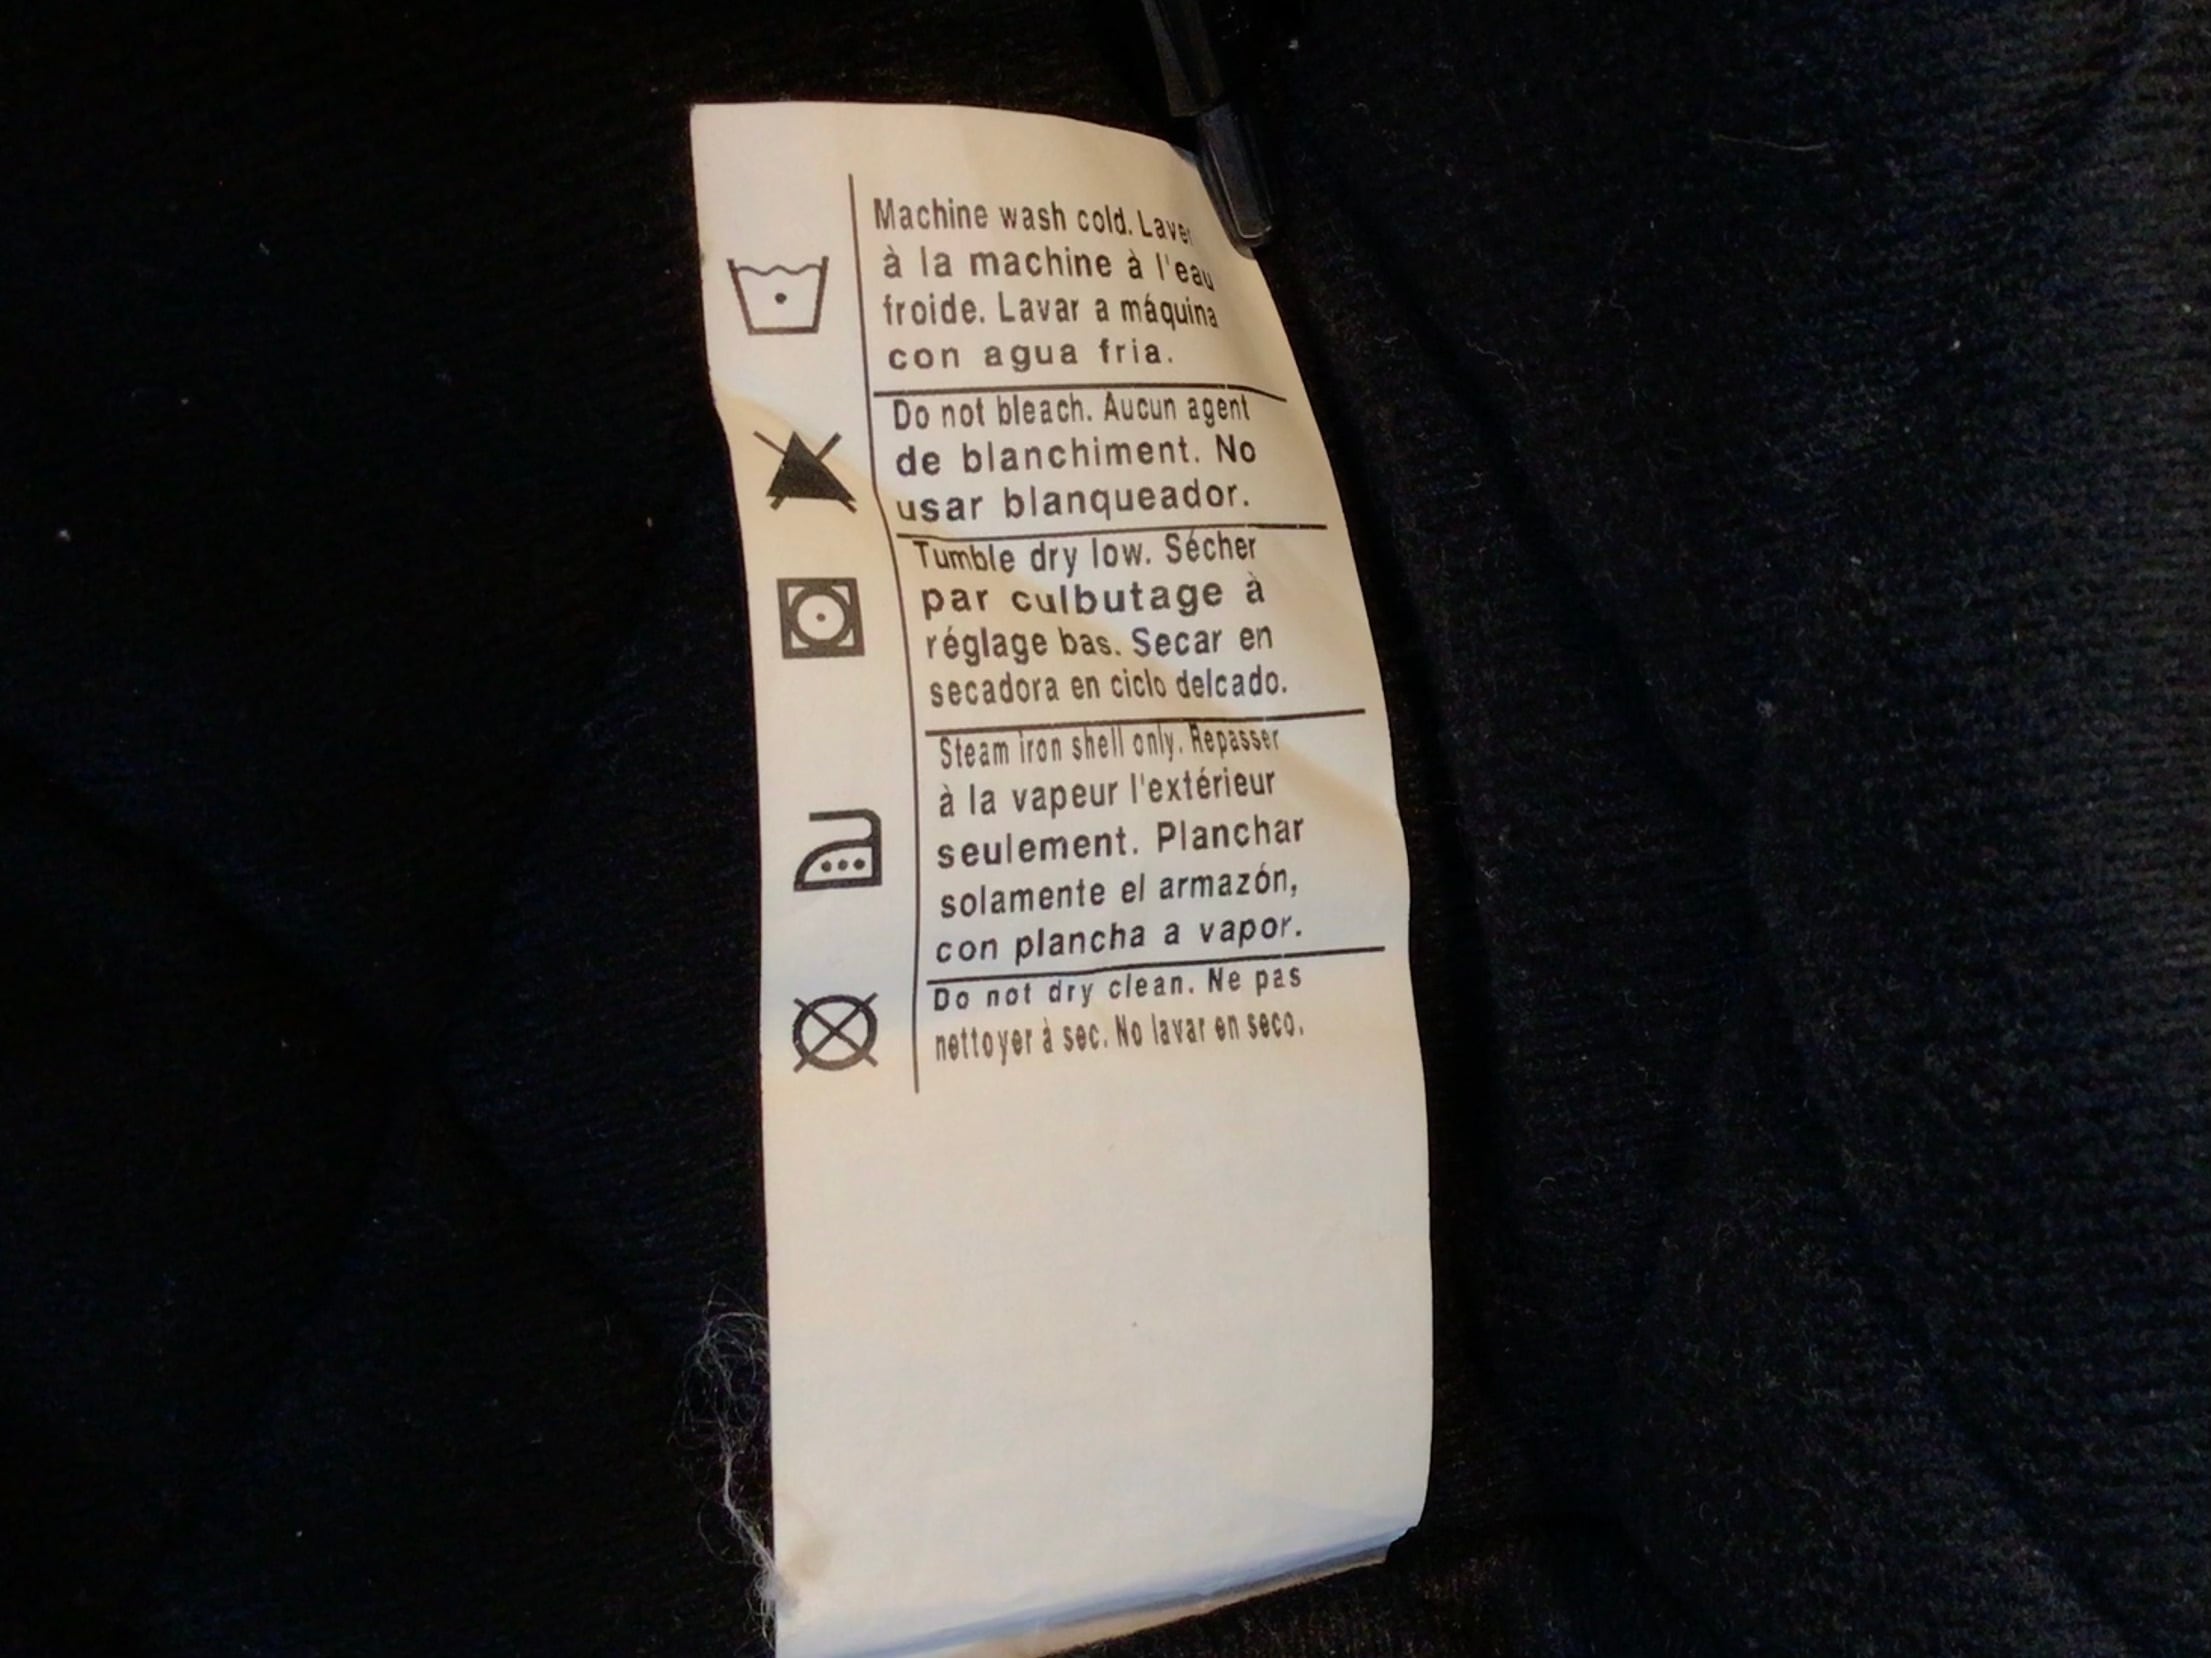 Machine wash cold. Laver
à la machine à l'eau
froide. Lavar a máquina
con agua fria.
Do not bleach. Aucun agent
de blanchiment. No
usar blanqueador.
Tumble dry low. Sécher
par culbutage à
réglage bas. Secar en
secadora en ciclo delcado.
Steam iron shell only. Repasser
à la vapeur l'extérieur
seulement. Planchar
solamente el armazón,
con plancha a vapor.
Do not dry clean. Ne pas
nettoyer à sec. No lavar en seco.